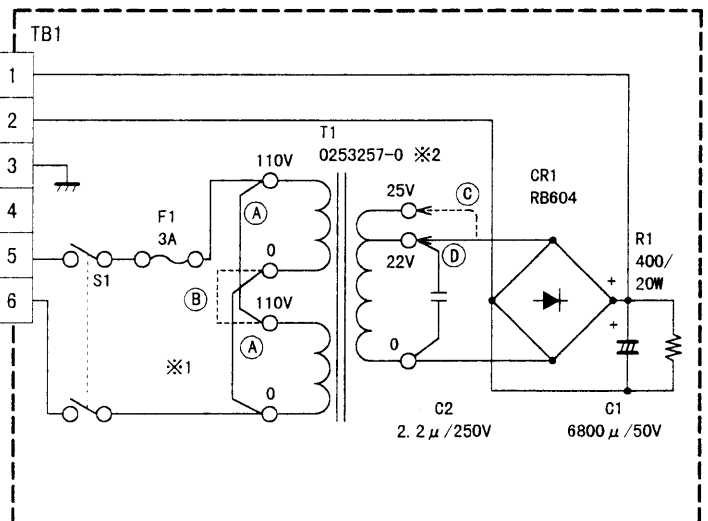 TB1
1
2
3
4
5
6
S1
F1
3A
※1
110V
0
110V
0
A
B
A
T1
0253257-0 ※2
25V
22V
0
C
D
C2
2.2μ/250V
CR1
RB604
+
+
R1
400/
20W
C1
6800μ/50V